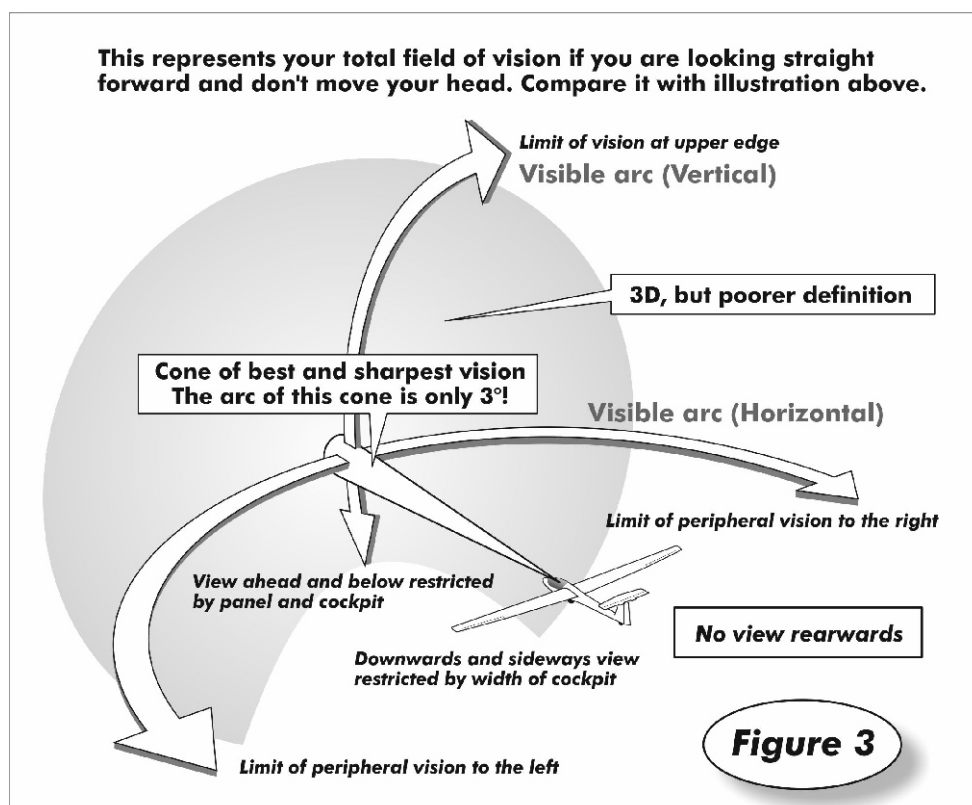 This represents your total field of vision if you are looking straight
forward and don't move your head. Compare it with illustration above.
Limit of vision at upper edge
Visible arc (Vertical)
3D, but poorer definition
Cone of best and sharpest vision
The arc of this cone is only 3°!
Visible arc (Horizontal)
Limit of peripheral vision to the right
View ahead and below restricted
by panel and cockpit
No view rearwards
Downwards and sideways view
restricted by width of cockpit
Figure 3
Limit of peripheral vision to the left